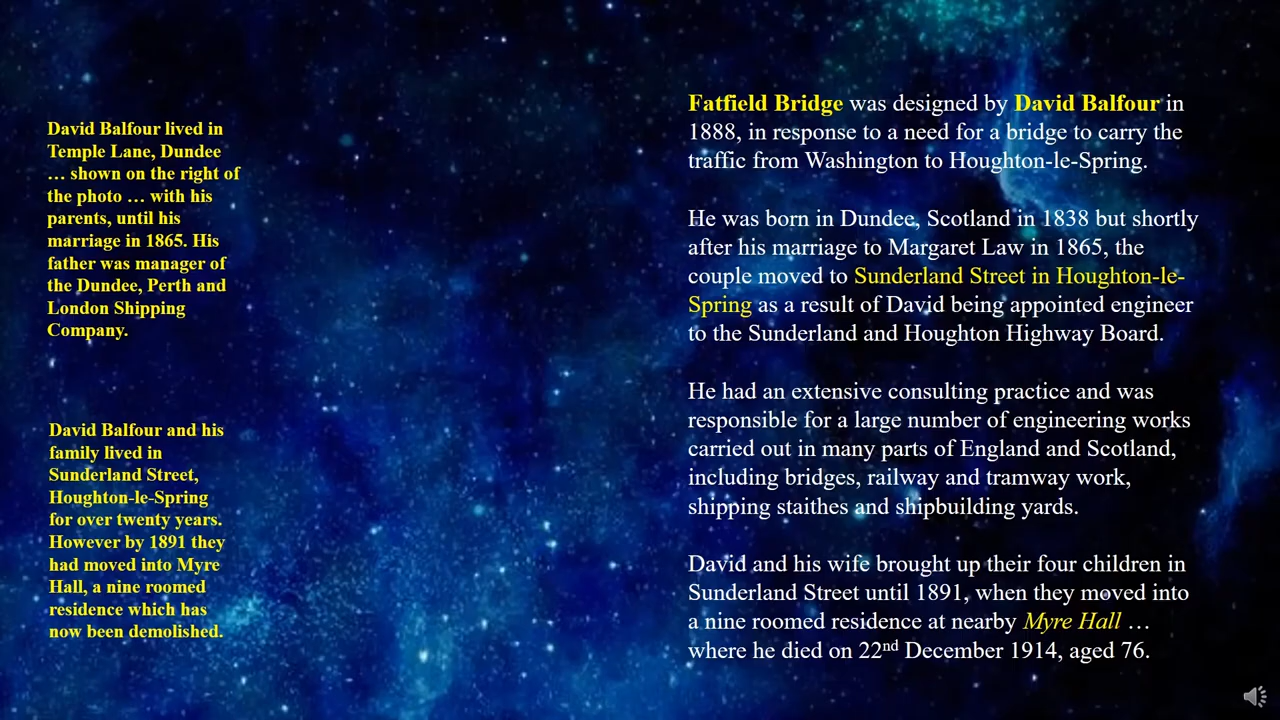 David Balfour lived in
Temple Lane, Dundee
… shown on the right of
the photo … with his
parents, until his
marriage in 1865. His
father was manager of
the Dundee, Perth and
London Shipping
Company.
David Balfour and his
family lived in
Sunderland Street,
Houghton-le-Spring
for over twenty years.
However by 1891 they
had moved into Myre
Hall, a nine roomed
residence which has
now been demolished.
Fatfield Bridge was designed by David Balfour in
1888, in response to a need for a bridge to carry the
traffic from Washington to Houghton-le-Spring.
He was born in Dundee, Scotland in 1838 but shortly
after his marriage to Margaret Law in 1865, the
couple moved to Sunderland Street in Houghton-le-
Spring as a result of David being appointed engineer
to the Sunderland and Houghton Highway Board.
He had an extensive consulting practice and was
responsible for a large number of engineering works
carried out in many parts of England and Scotland,
including bridges, railway and tramway work,
shipping staithes and shipbuilding yards.
David and his wife brought up their four children in
Sunderland Street until 1891, when they moved into
a nine roomed residence at nearby Myre Hall …
where he died on 22nd December 1914, aged 76.